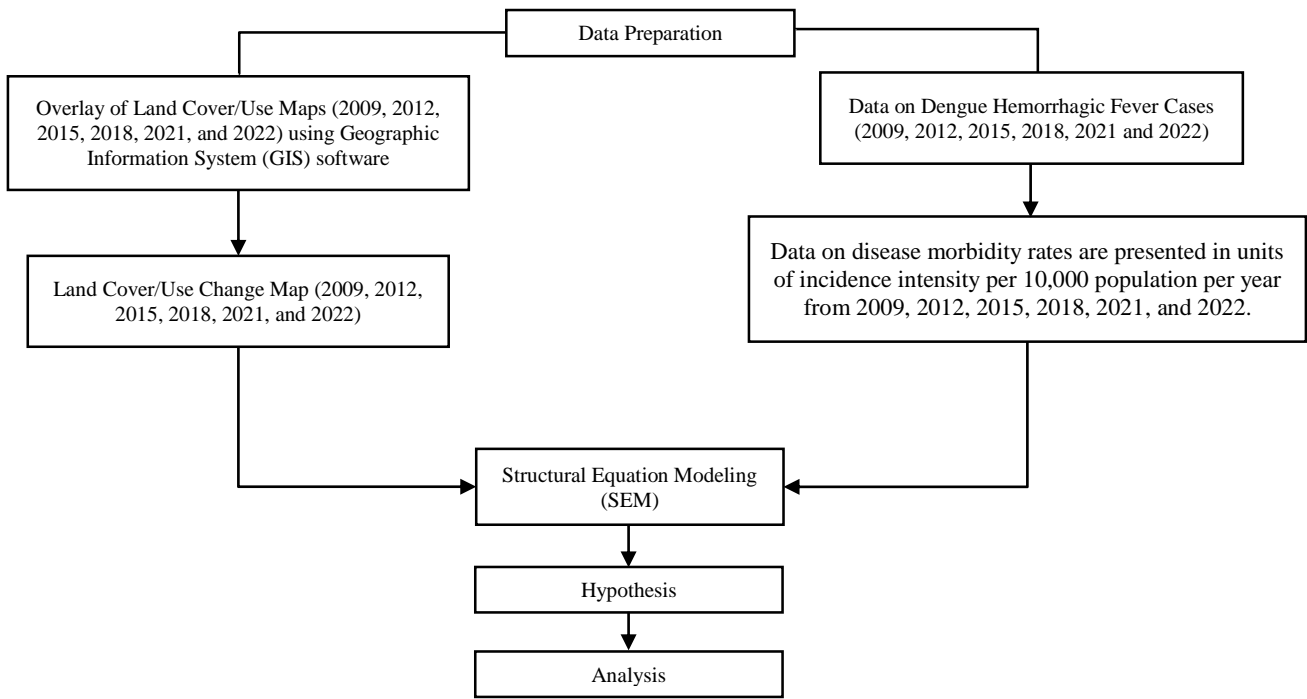 Data Preparation
Overlay of Land Cover/Use Maps (2009, 2012,
2015, 2018, 2021, and 2022) using Geographic
Information System (GIS) software
Data on Dengue Hemorrhagic Fever Cases
(2009, 2012, 2015, 2018, 2021 and 2022)
Land Cover/Use Change Map (2009, 2012,
2015, 2018, 2021, and 2022)
Data on disease morbidity rates are presented in units
of incidence intensity per 10,000 population per year
from 2009, 2012, 2015, 2018, 2021, and 2022.
Structural Equation Modeling
(SEM)
Hypothesis
Analysis